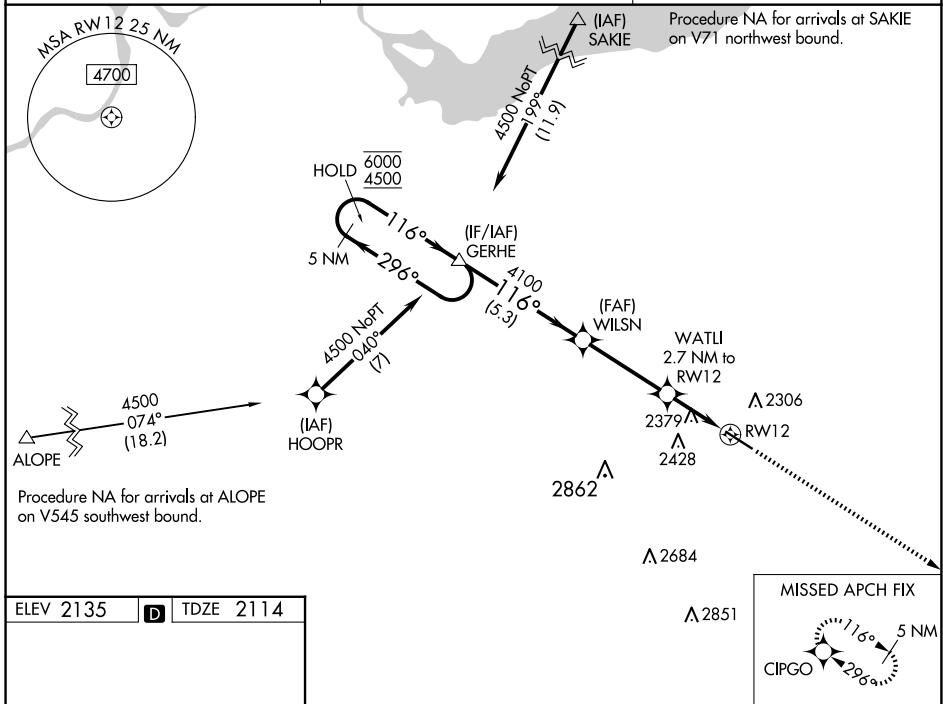 MSA RW12 25 NM
4700
(IAF)
SAKIE
Procedure NA for arrivals at SAKIE
on V71 northwest bound.
4500 NoPT
199°
(11.9)
HOLD
6000
4500
116°
296°
5 NM
(IF/IAF)
GERHE
4100
116°
(5.3)
(FAF)
WILSN
WATLI
2.7 NM to
RW12
4500 NoPT
040°
(7)
(IAF)
HOOPR
4500
074°
(18.2)
ALOPE
2306
2379
RW12
2428
2862
Procedure NA for arrivals at ALOPE
on V545 southwest bound.
2684
2851
ELEV 2135 D TDZE 2114
MISSED APCH FIX
116°
5 NM
CIPGO
296°